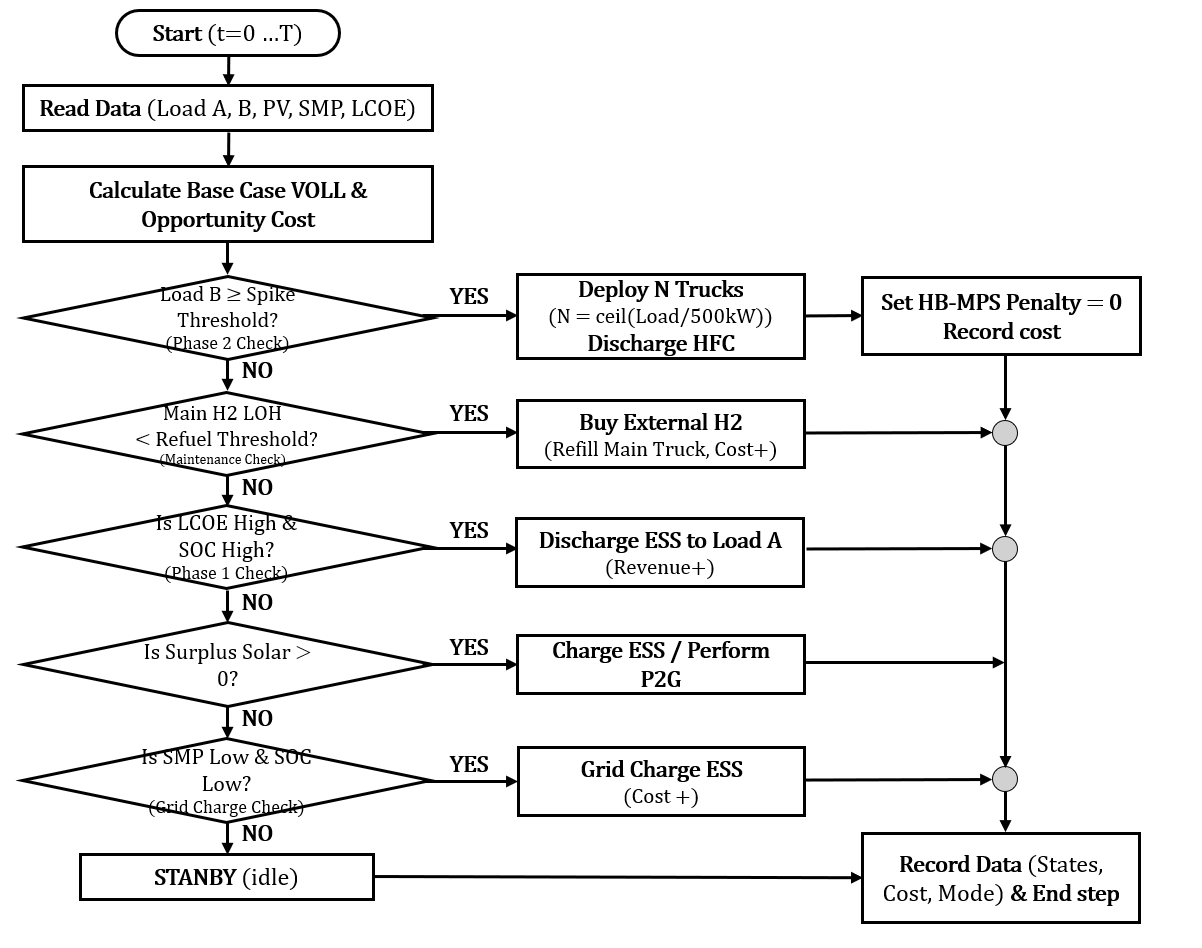 Start (t=0 ...T)
Read Data (Load A, B, PV, SMP, LCOE)
Calculate Base Case VOLL &
Opportunity Cost
Load B ≥ Spike
Threshold?
(Phase 2 Check)
YES
Deploy N Trucks
(N = ceil(Load/500kW))
Discharge HFC
Set HB-MPS Penalty = 0
Record cost
NO
Main H2 LOH
< Refuel Threshold?
(Maintenance Check)
YES
Buy External H2
(Refill Main Truck, Cost+)
NO
Is LCOE High &
SOC High?
(Phase 1 Check)
YES
Discharge ESS to Load A
(Revenue+)
NO
Is Surplus Solar >
0?
YES
Charge ESS / Perform
P2G
NO
Is SMP Low & SOC
Low?
(Grid Charge Check)
YES
Grid Charge ESS
(Cost +)
NO
STANBY (idle)
Record Data (States,
Cost, Mode) & End step